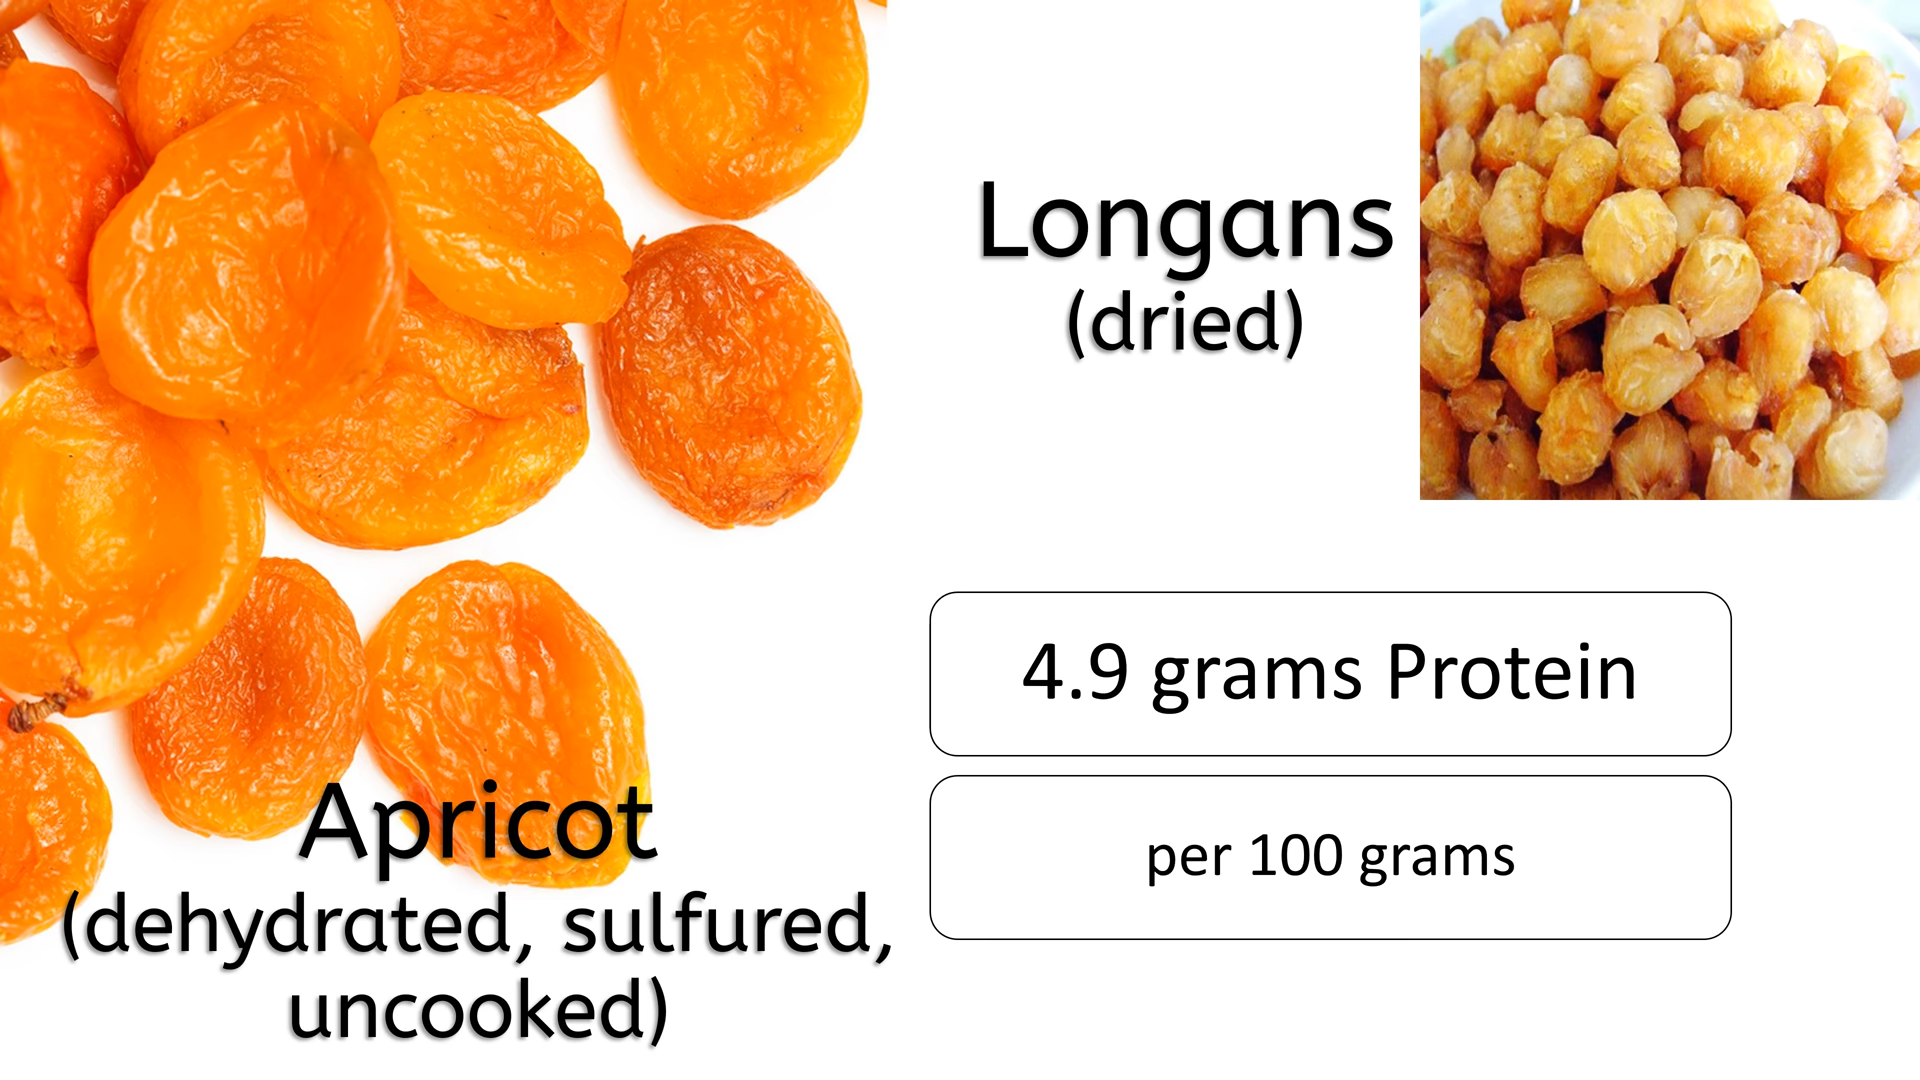 Longans
(dried)
4.9 grams Protein
per 100 grams
Apricot
(dehydrated, sulfured,
uncooked)